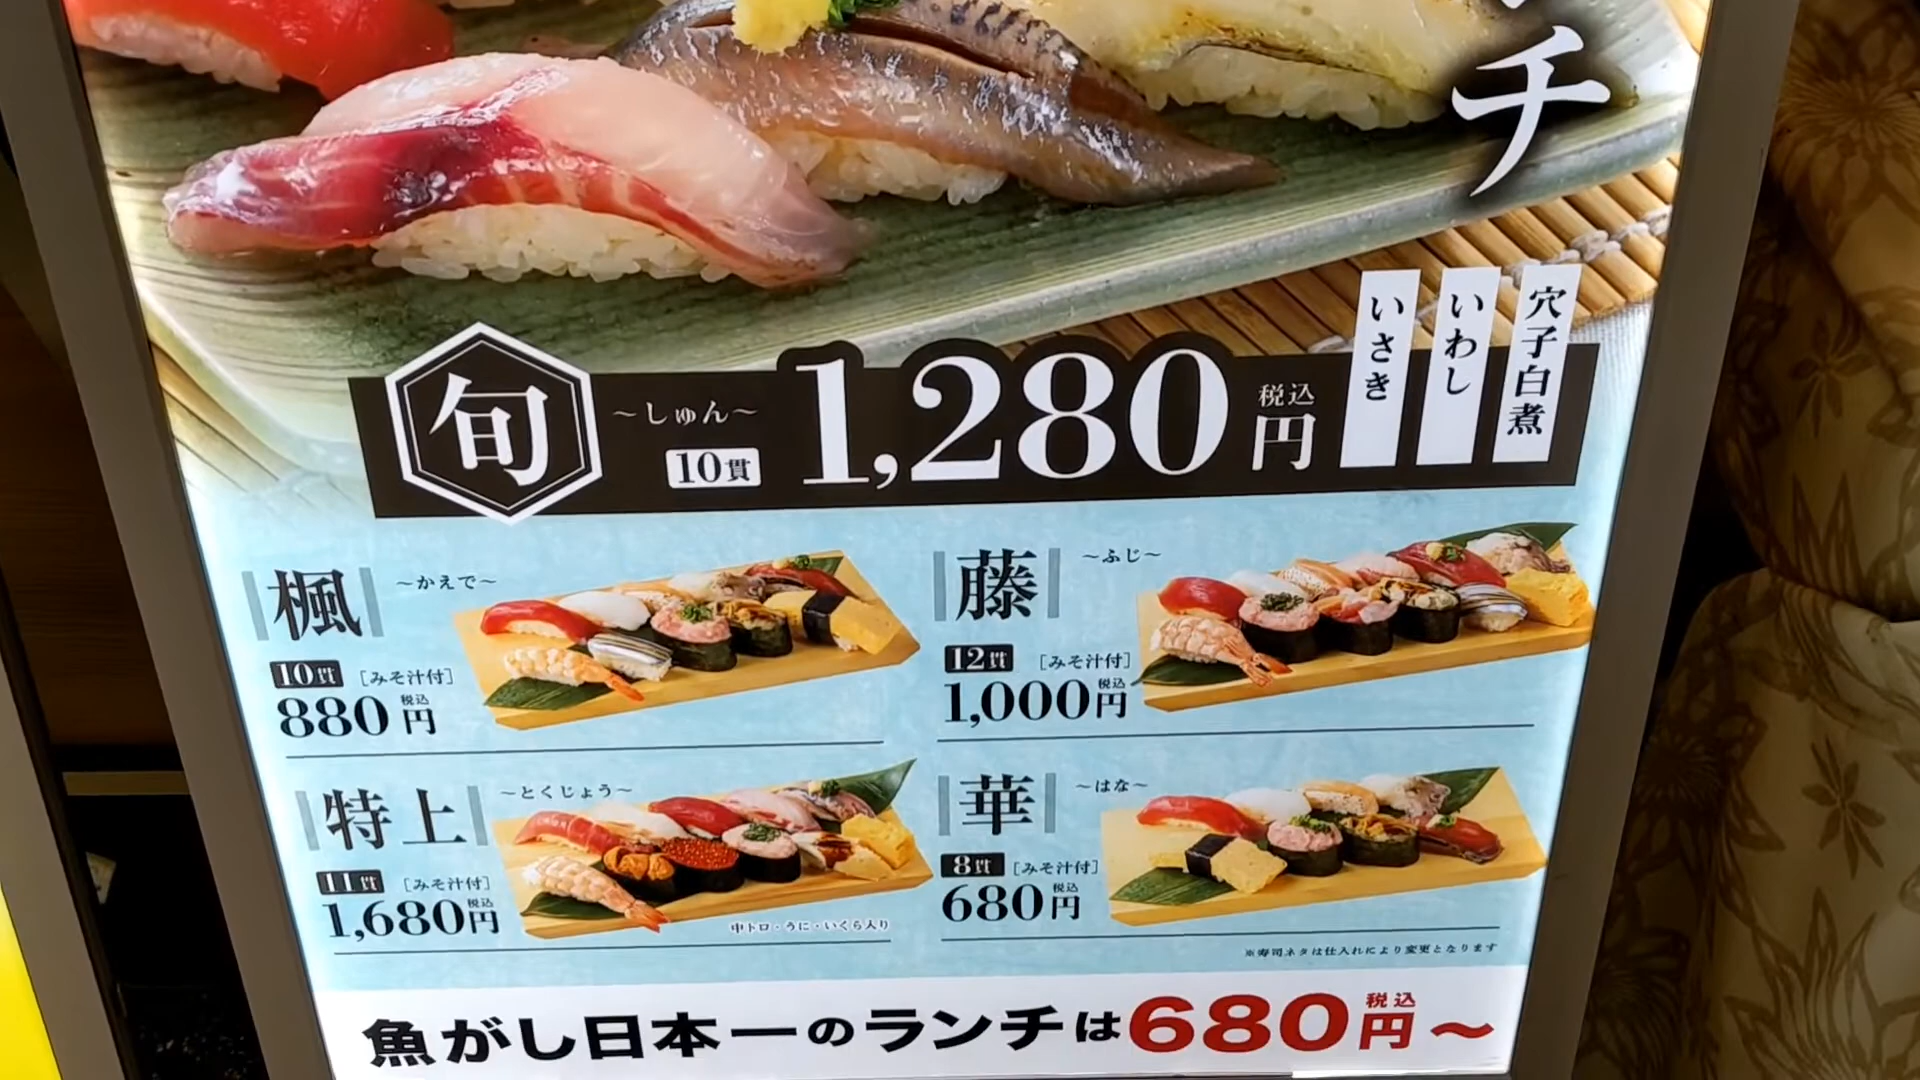 チ
旬
～しゅん～
10貫
1,280
税込
円
いさき
いわし
穴子白煮
楓
～かえで～
10貫 [みそ汁付]
880税込円
藤
～ふじ～
12貫 [みそ汁付]
1,000税込円
特上
～とくじょう～
11貫 [みそ汁付]
1,680税込円
中トロ・うに・いくら入り
華
～はな～
8貫 [みそ汁付]
680税込円
※寿司ネタは仕入れにより変更となります
魚がし日本一のランチは680税込円～